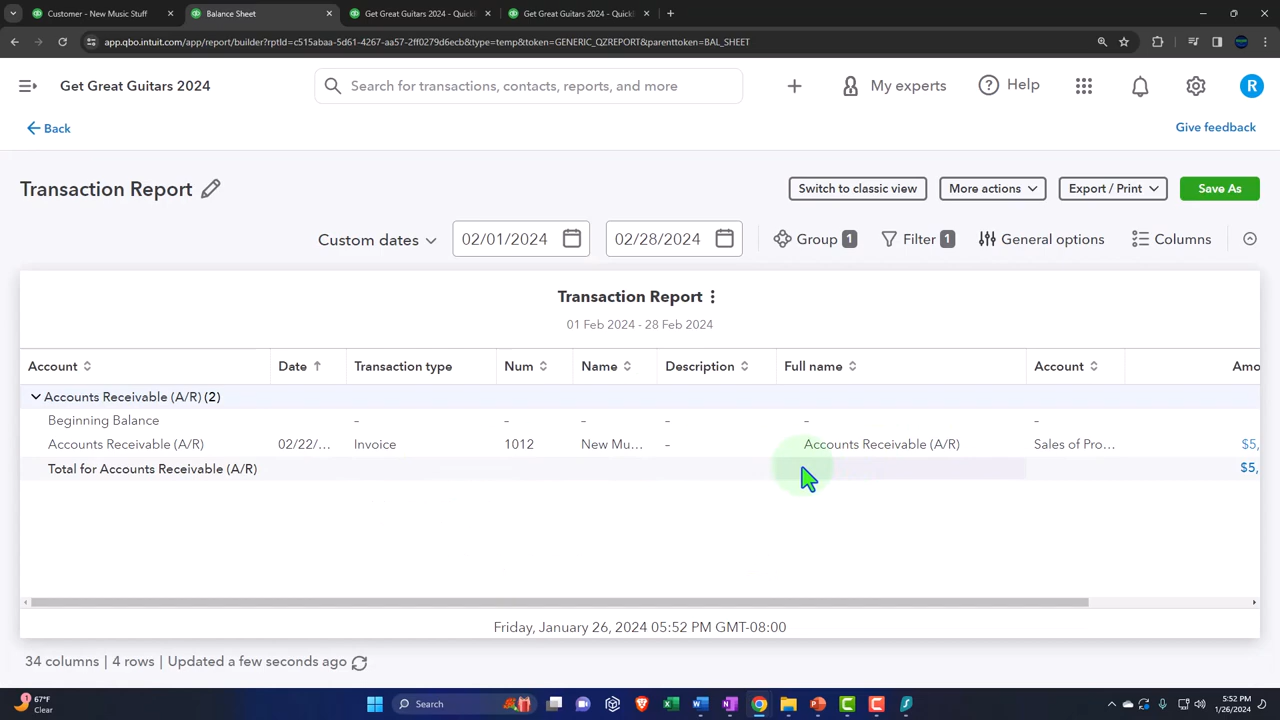 Customer - New Music Stuff
Balance Sheet
Get Great Guitars 2024 - QuickB
Get Great Guitars 2024 - QuickB
app.qbo.intuit.com/app/report/builder?rptId=c515abaa-5d61-4267-aa57-2ff0279d6ecb&type=temp&token=GENERIC_QZREPORT&parenttoken=BAL_SHEET
Get Great Guitars 2024
Search for transactions, contacts, reports, and more
My experts
Help
R
Back
Give feedback
Transaction Report
Switch to classic view
More actions
Export / Print
Save As
Custom dates
02/01/2024
02/28/2024
Group 1
Filter 1
General options
Columns
Transaction Report
01 Feb 2024 - 28 Feb 2024
Account Date Transaction type Num Name Description Full name Account Amo
Accounts Receivable (A/R) (2)
Beginning Balance – – – – – –
Accounts Receivable (A/R) 02/22/... Invoice 1012 New Mu... – Accounts Receivable (A/R) Sales of Pro... $5,
Total for Accounts Receivable (A/R) $5,
Friday, January 26, 2024 05:52 PM GMT-08:00
34 columns | 4 rows | Updated a few seconds ago
67°F
Clear
Search
5:52 PM
1/26/2024